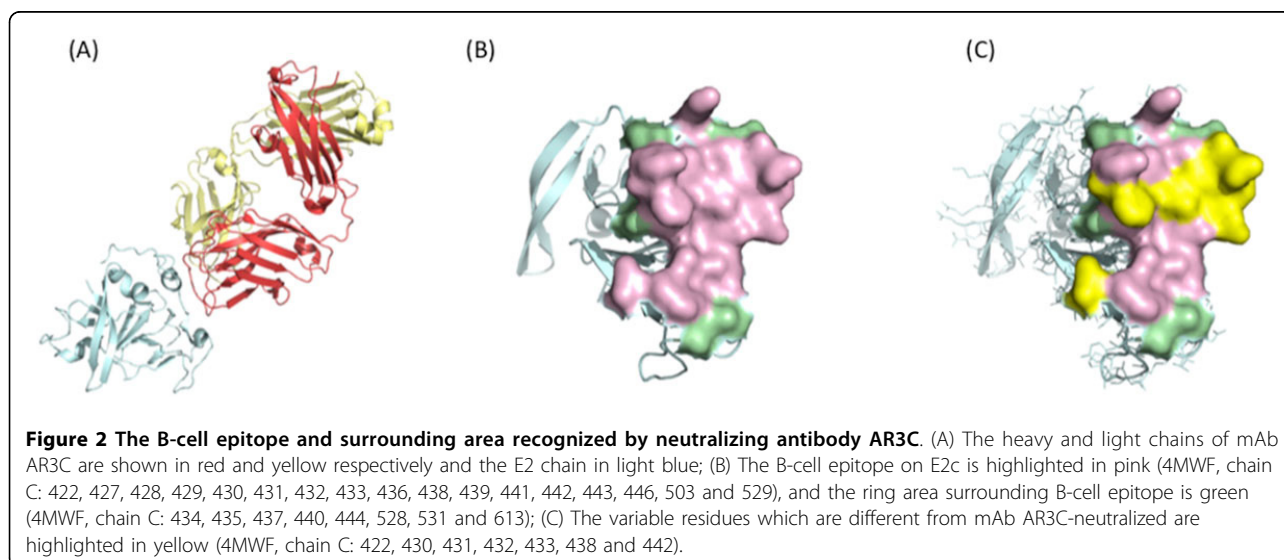 (A)
(B)
(C)
Figure 2 The B-cell epitope and surrounding area recognized by neutralizing antibody AR3C. (A) The heavy and light chains of mAb
AR3C are shown in red and yellow respectively and the E2 chain in light blue; (B) The B-cell epitope on E2c is highlighted in pink (4MWF, chain
C: 422, 427, 428, 429, 430, 431, 432, 433, 436, 438, 439, 441, 442, 443, 446, 503 and 529), and the ring area surrounding B-cell epitope is green
(4MWF, chain C: 434, 435, 437, 440, 444, 528, 531 and 613); (C) The variable residues which are different from mAb AR3C-neutralized are
highlighted in yellow (4MWF, chain C: 422, 430, 431, 432, 433, 438 and 442).